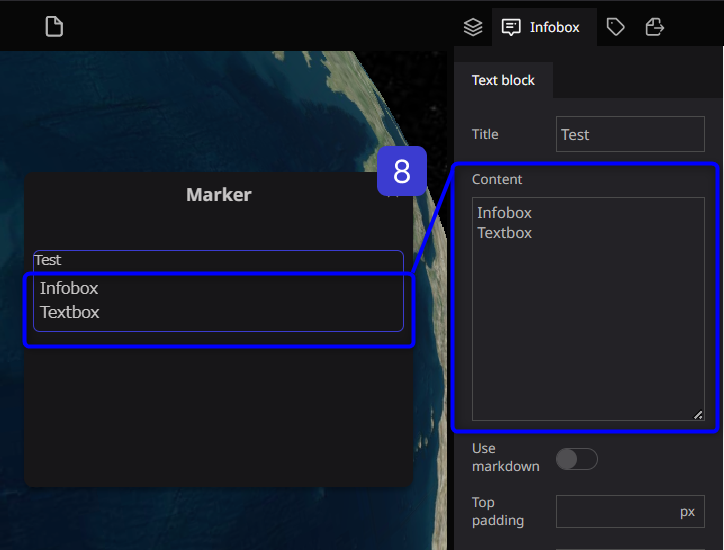 Infobox
Text block
Title
Test
8
Content
Marker
Infobox
Textbox
Test
Infobox
Textbox
Use
markdown
Top
padding
px